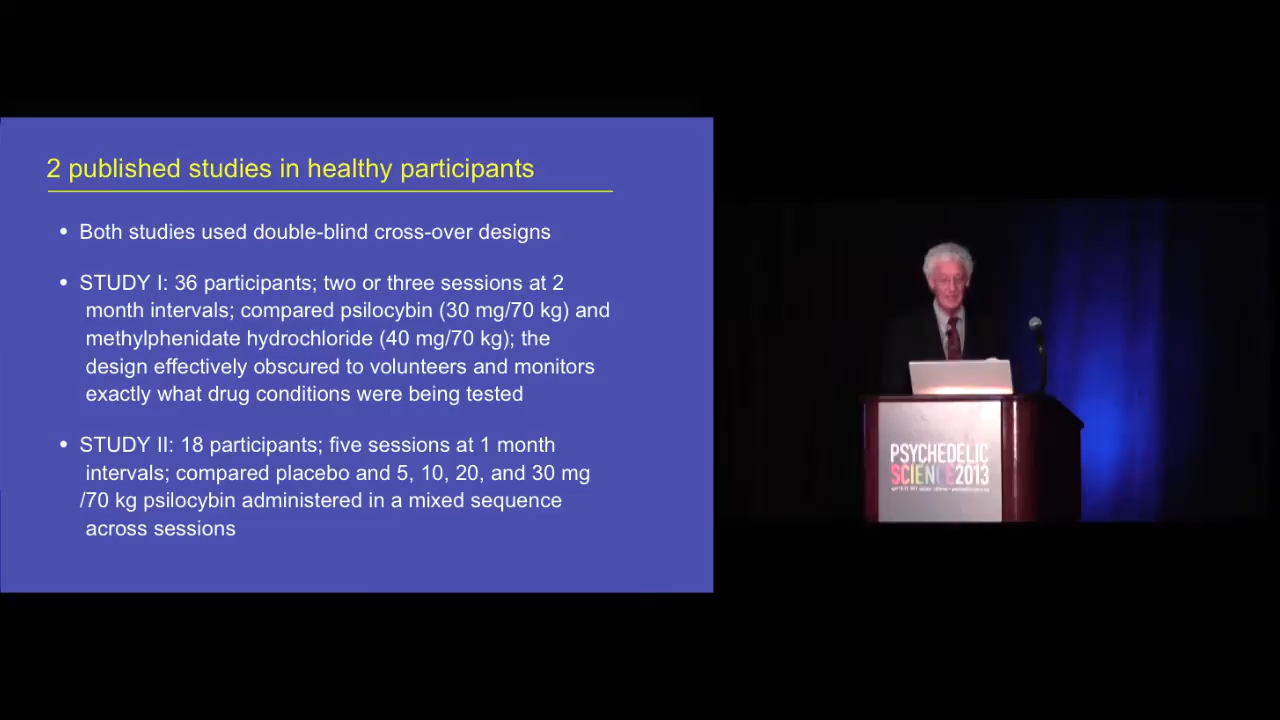 2 published studies in healthy participants
• Both studies used double-blind cross-over designs
• STUDY I: 36 participants; two or three sessions at 2
month intervals; compared psilocybin (30 mg/70 kg) and
methylphenidate hydrochloride (40 mg/70 kg); the
design effectively obscured to volunteers and monitors
exactly what drug conditions were being tested
• STUDY II: 18 participants; five sessions at 1 month
intervals; compared placebo and 5, 10, 20, and 30 mg
/70 kg psilocybin administered in a mixed sequence
across sessions
PSYCHEDELIC
SCIENCE2013